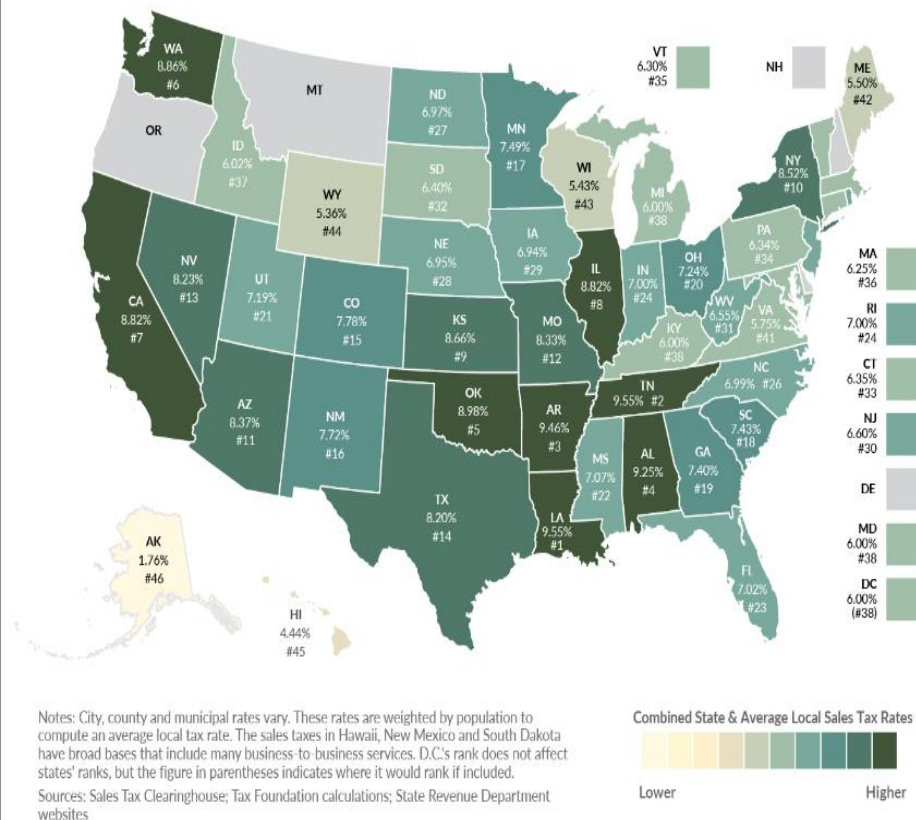 WA
8.86%
#6
OR
MT
ID
6.02%
#37
WY
5.36%
#44
ND
6.97%
#27
SD
6.40%
#32
NE
6.95%
#28
MN
7.49%
#17
IA
6.94%
#29
WI
5.43%
#43
MI
6.00%
#38
VT
6.30%
#35
NH
ME
5.50%
#42
NY
8.52%
#10
PA
6.34%
#34
NV
8.23%
#13
UT
7.19%
#21
CA
8.82%
#7
CO
7.78%
#15
KS
8.66%
#9
MO
8.33%
#12
IL
8.82%
#8
IN
7.00%
#24
OH
7.24%
#20
WV
6.55%
#31
VA
5.75%
#41
KY
6.00%
#38
NC
6.99% #26
TN
9.55% #2
AZ
8.37%
#11
NM
7.72%
#16
OK
8.98%
#5
AR
9.46%
#3
SC
7.43%
#18
MS
7.07%
#22
AL
9.25%
#4
GA
7.40%
#19
TX
8.20%
#14
LA
9.55%
#1
FL
7.02%
#23
MA
6.25%
#36
RI
7.00%
#24
CT
6.35%
#33
NJ
6.60%
#30
DE
MD
6.00%
#38
DC
6.00%
(#38)
AK
1.76%
#46
HI
4.44%
#45
Notes: City, county and municipal rates vary. These rates are weighted by population to
compute an average local tax rate. The sales taxes in Hawaii, New Mexico and South Dakota
have broad bases that include many business-to-business services. D.C.'s rank does not affect
states' ranks, but the figure in parentheses indicates where it would rank if included.
Sources: Sales Tax Clearinghouse; Tax Foundation calculations; State Revenue Department
websites
Combined State & Average Local Sales Tax Rates
Lower
Higher